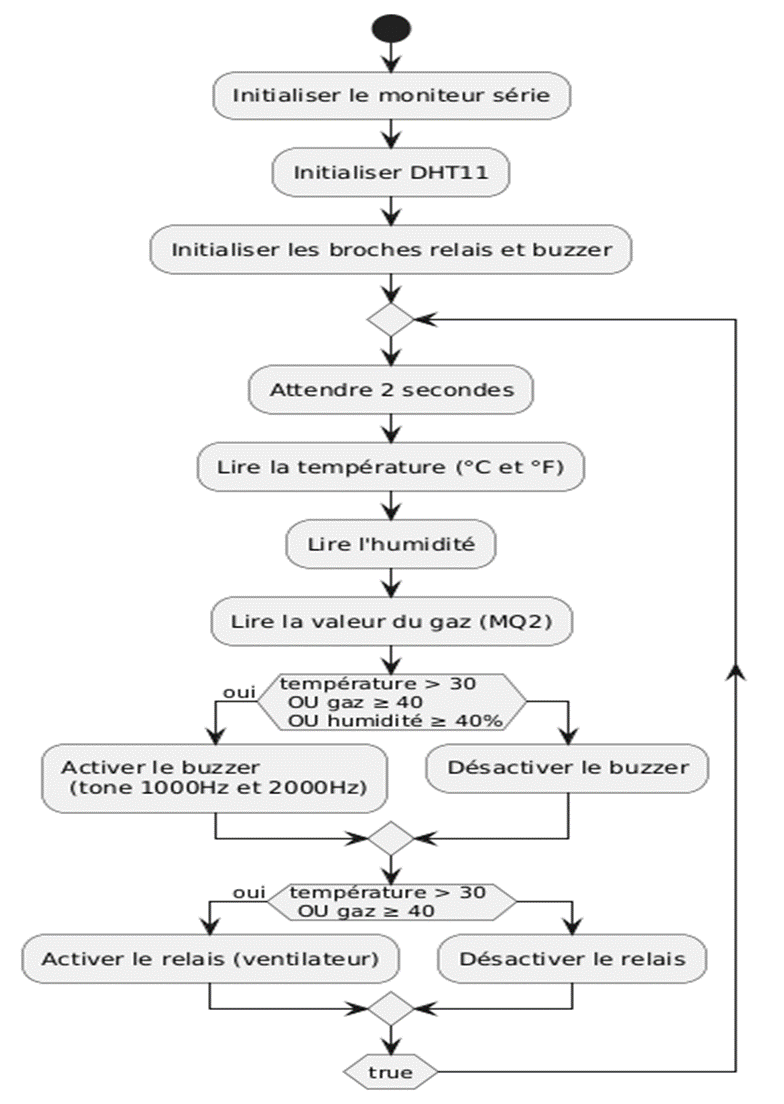 Initialiser le moniteur série
Initialiser DHT11
Initialiser les broches relais et buzzer
Attendre 2 secondes
Lire la température (°C et °F)
Lire l'humidité
Lire la valeur du gaz (MQ2)
oui
température > 30
OU gaz ≥ 40
OU humidité ≥ 40%
Activer le buzzer
(tone 1000Hz et 2000Hz)
Désactiver le buzzer
oui
température > 30
OU gaz ≥ 40
Activer le relais (ventilateur)
Désactiver le relais
true